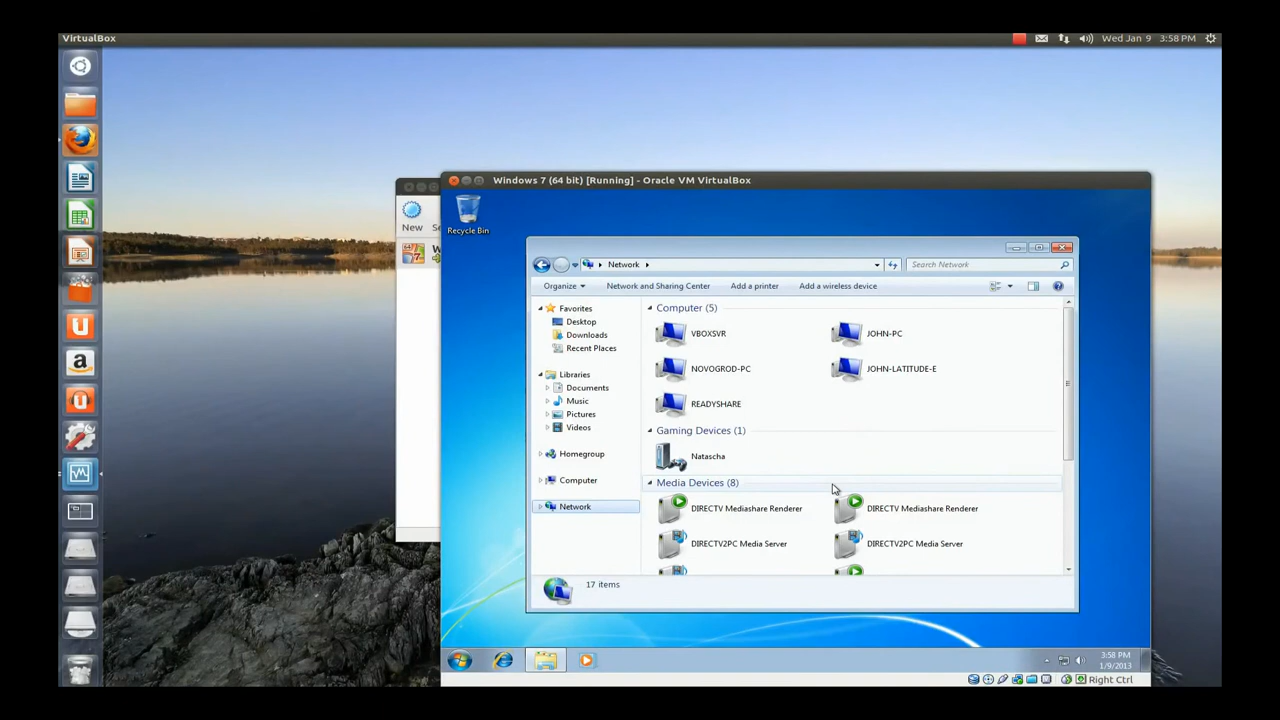 VirtualBox
Wed Jan 9 3:58 PM
Windows 7 (64 bit) [Running] - Oracle VM VirtualBox
New
Recycle Bin
Network
Search Network
Organize
Network and Sharing Center
Add a printer
Add a wireless device
Favorites
Desktop
Downloads
Recent Places
Libraries
Documents
Music
Pictures
Videos
Homegroup
Computer
Network
Computer (5)
VBOXSVR
JOHN-PC
NOVOGROD-PC
JOHN-LATITUDE-E
READYSHARE
Gaming Devices (1)
Natascha
Media Devices (8)
DIRECTV Mediashare Renderer
DIRECTV Mediashare Renderer
DIRECTV2PC Media Server
DIRECTV2PC Media Server
17 items
3:58 PM
1/9/2013
Right Ctrl